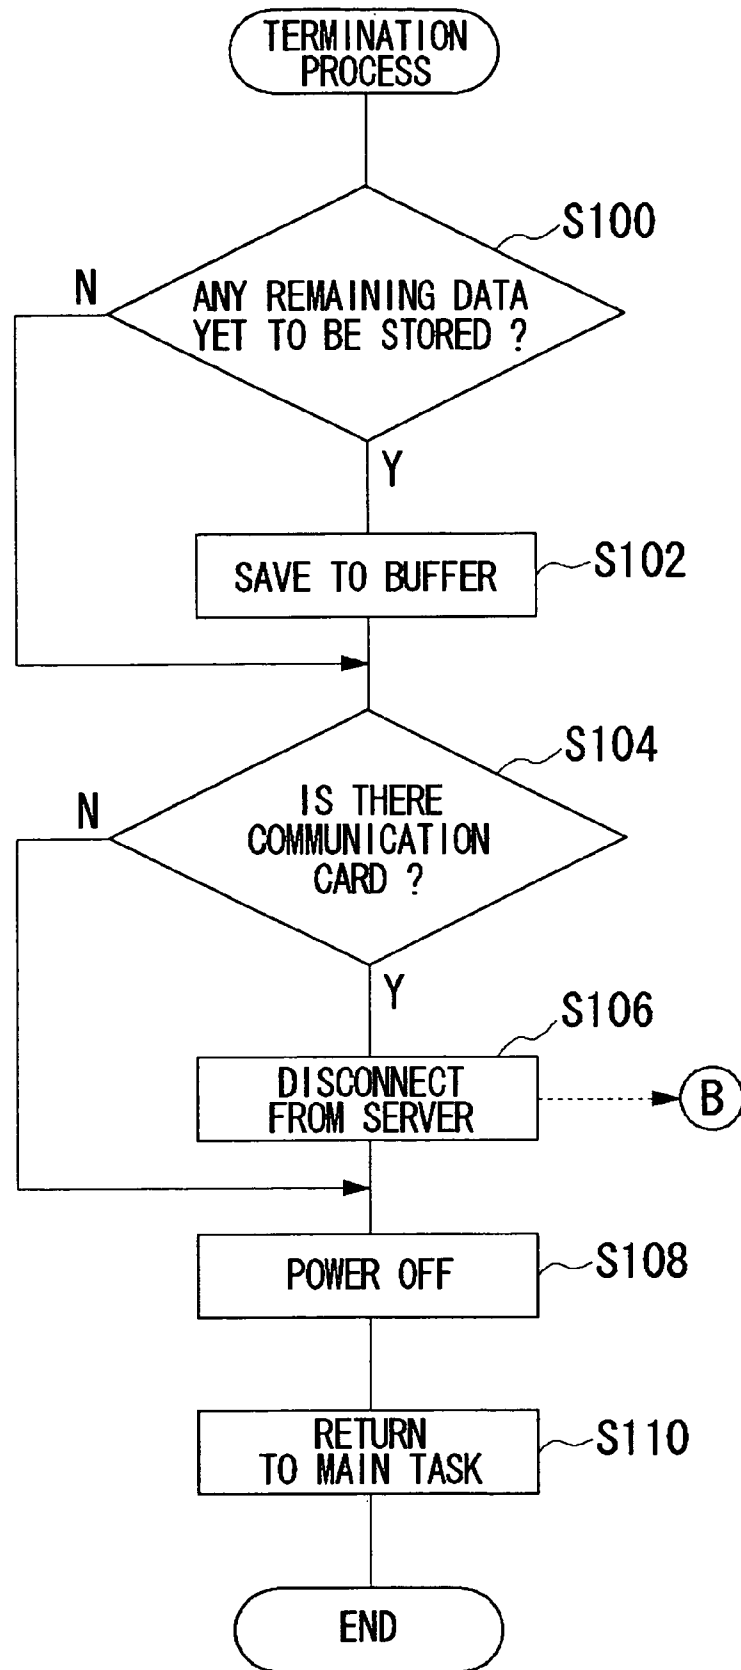 TERMINATION
PROCESS
S100
N
ANY REMAINING DATA
YET TO BE STORED ?
Y
SAVE TO BUFFER
S102
S104
N
IS THERE
COMMUNICATION
CARD ?
Y
S106
DISCONNECT
FROM SERVER
B
POWER OFF
S108
RETURN
TO MAIN TASK
S110
END